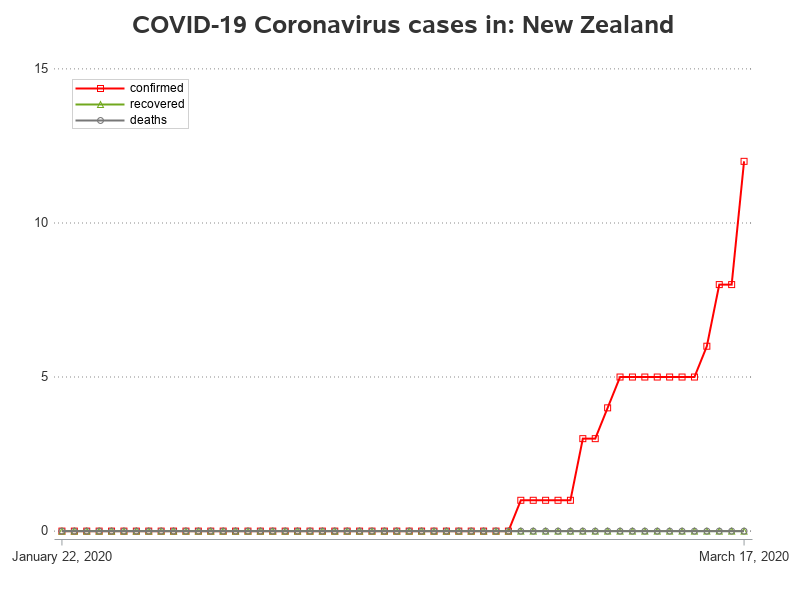 COVID-19 Coronavirus cases in: New Zealand
15
confirmed
recovered
deaths
10
5
0
January 22, 2020
March 17, 2020